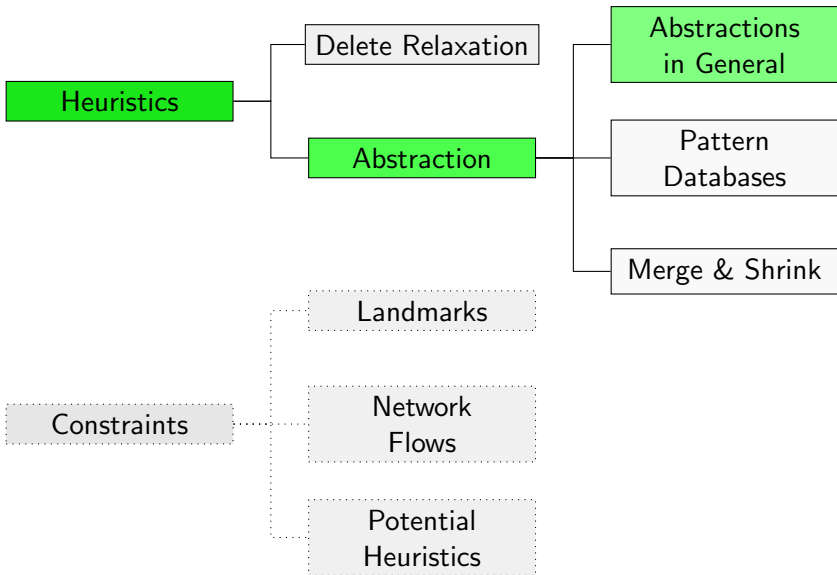 Heuristics
Delete Relaxation
Abstraction
Abstractions
in General
Pattern
Databases
Merge & Shrink
Constraints
Landmarks
Network
Flows
Potential
Heuristics